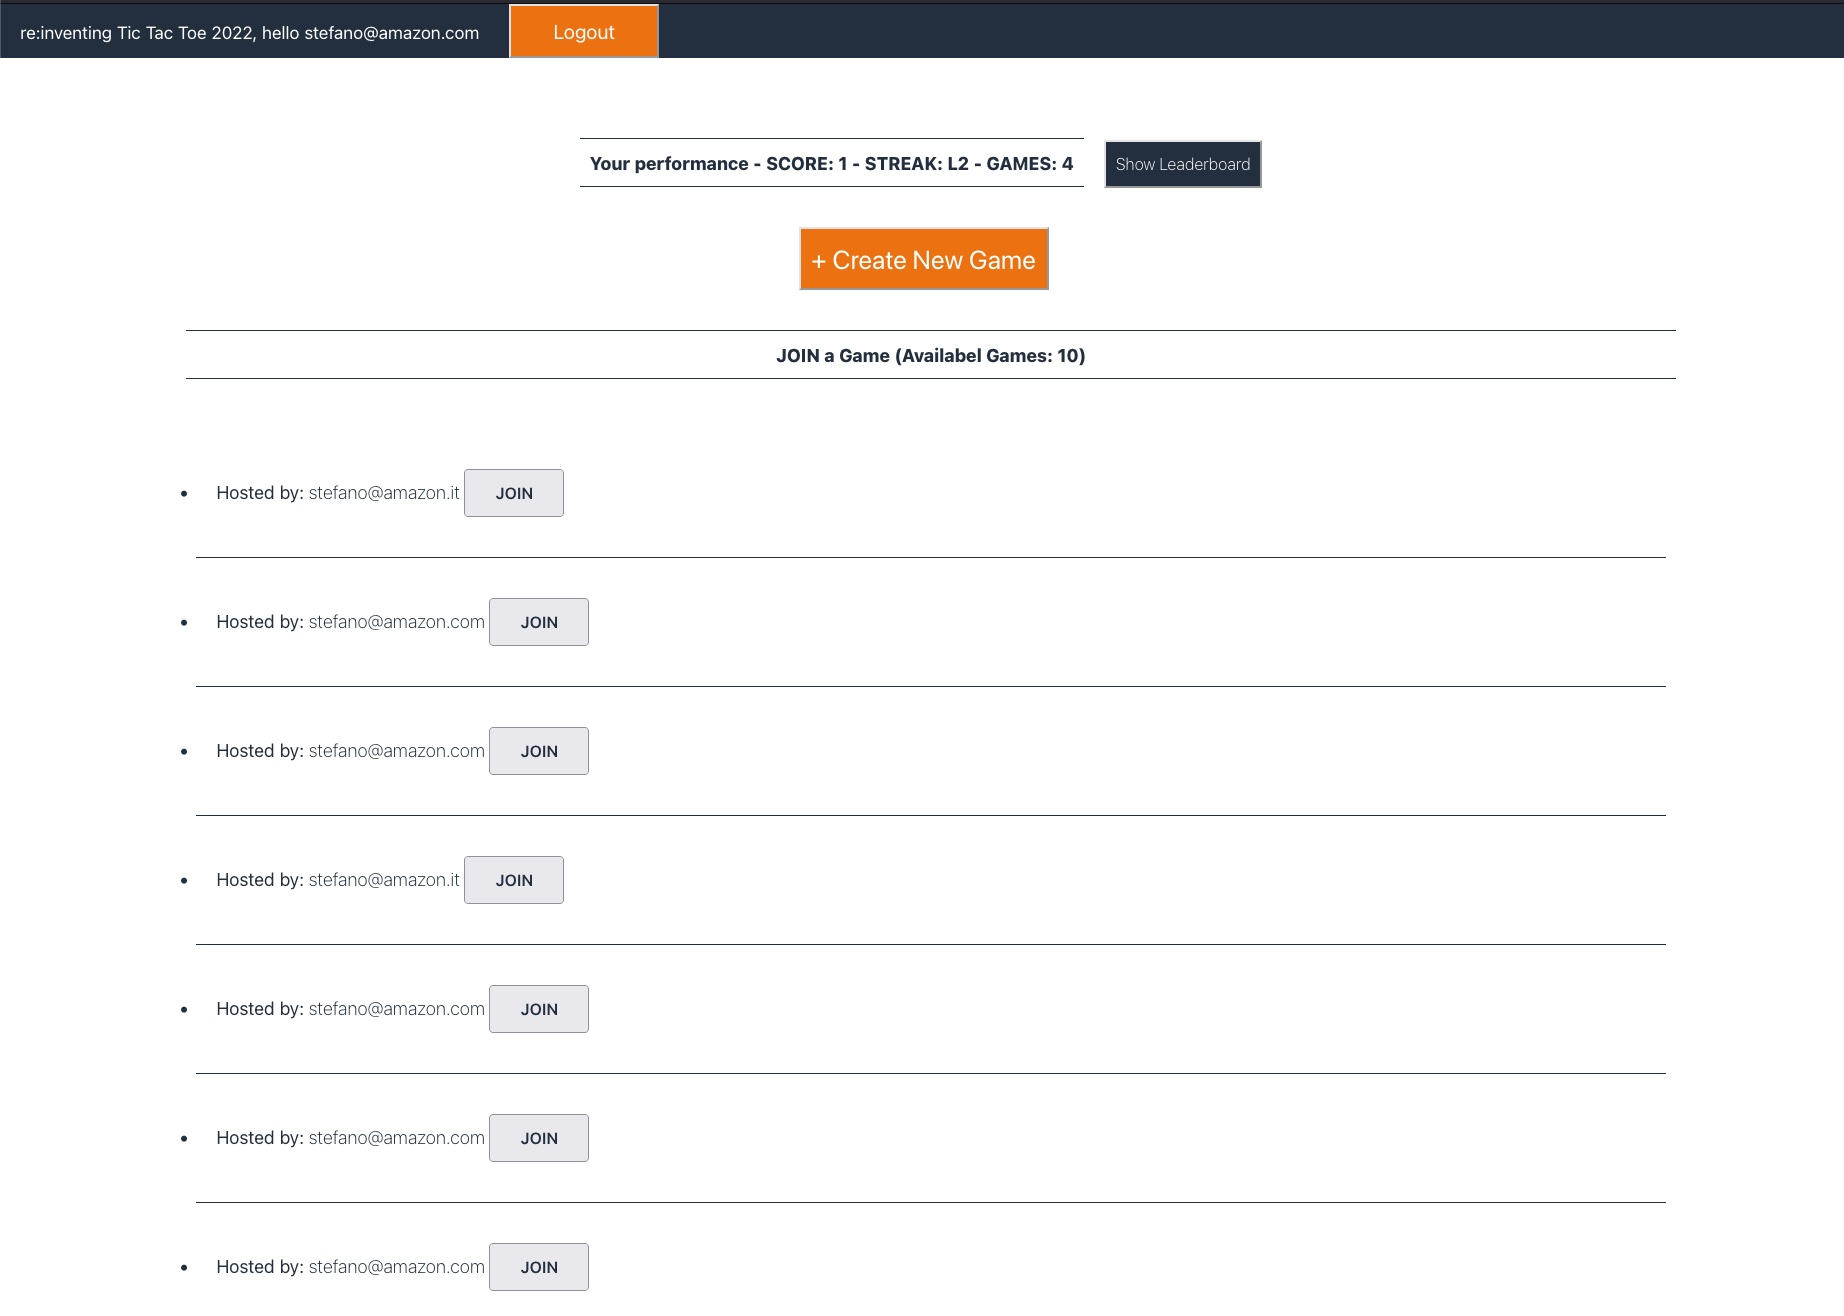 re:inventing Tic Tac Toe 2022, hello stefano@amazon.com Logout
Your performance - SCORE: 1 - STREAK: L2 - GAMES: 4 Show Leaderboard
+ Create New Game
JOIN a Game (Availabel Games: 10)
• Hosted by: stefano@amazon.it JOIN
• Hosted by: stefano@amazon.com JOIN
• Hosted by: stefano@amazon.com JOIN
• Hosted by: stefano@amazon.it JOIN
• Hosted by: stefano@amazon.com JOIN
• Hosted by: stefano@amazon.com JOIN
• Hosted by: stefano@amazon.com JOIN